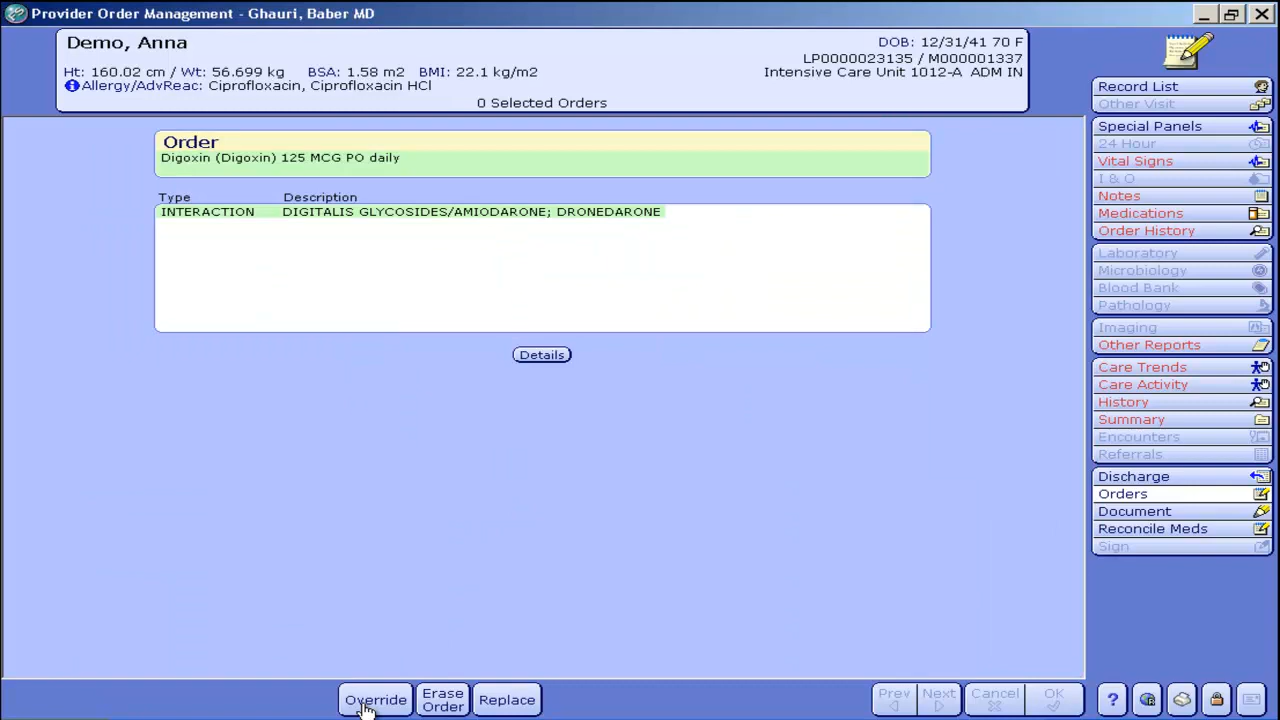 Provider Order Management - Ghauri, Baber MD
Demo, Anna
DOB: 12/31/41 70 F
LP0000023135 / M000001337
Ht: 160.02 cm / Wt: 56.699 kg BSA: 1.58 m2 BMI: 22.1 kg/m2
Intensive Care Unit 1012-A ADM IN
Allergy/AdvReac: Ciprofloxacin, Ciprofloxacin HCl
0 Selected Orders
Order
Digoxin (Digoxin) 125 MCG PO daily
Type Description
INTERACTION DIGITALIS GLYCOSIDES/AMIODARONE; DRONEDARONE
Details
Record List
Other Visit
Special Panels
24 Hour
Vital Signs
I & O
Notes
Medications
Order History
Laboratory
Microbiology
Blood Bank
Pathology
Imaging
Other Reports
Care Trends
Care Activity
History
Summary
Encounters
Referrals
Discharge
Orders
Document
Reconcile Meds
Sign
Override
Erase
Order
Replace
Prev
Next
Cancel
OK
?